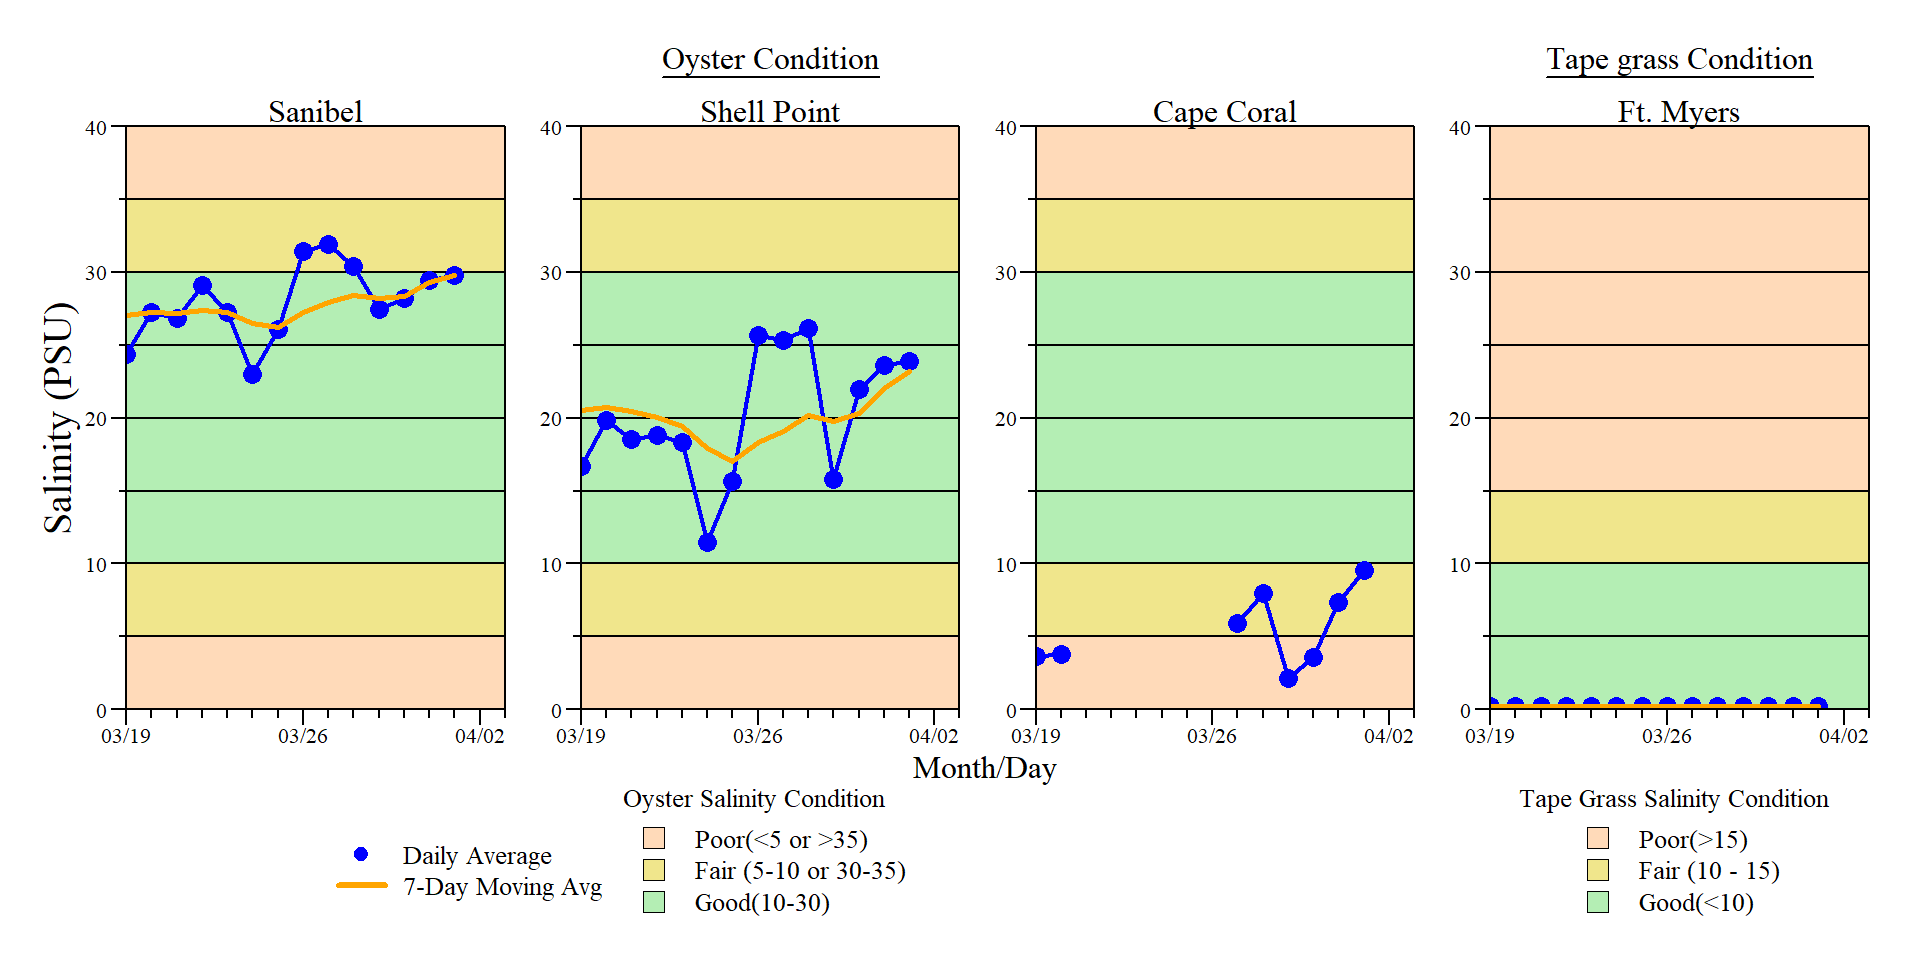 Oyster Condition
Tape grass Condition
Sanibel
Shell Point
Cape Coral
Ft. Myers
Salinity (PSU)
40
30
20
10
0
03/19
03/26
04/02
40
30
20
10
0
03/19
03/26
04/02
40
30
20
10
0
03/19
03/26
04/02
40
30
20
10
0
03/19
03/26
04/02
Month/Day
Daily Average
7-Day Moving Avg
Oyster Salinity Condition
Poor(<5 or >35)
Fair (5-10 or 30-35)
Good(10-30)
Tape Grass Salinity Condition
Poor(>15)
Fair (10 - 15)
Good(<10)